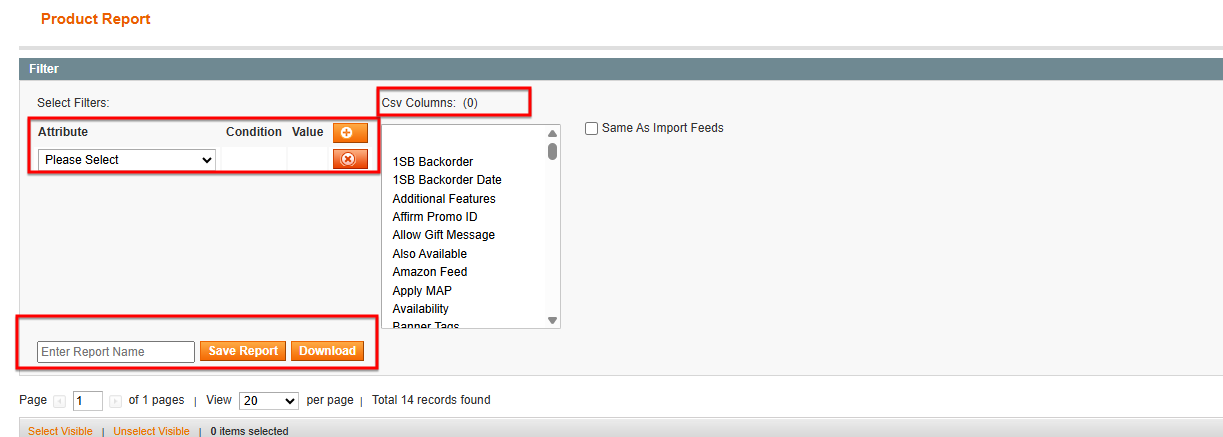 Product Report
Filter
Select Filters:
Attribute Condition Value
Please Select
Csv Columns: (0)
1SB Backorder
1SB Backorder Date
Additional Features
Affirm Promo ID
Allow Gift Message
Also Available
Amazon Feed
Apply MAP
Availability
Banner Tags
Same As Import Feeds
Enter Report Name Save Report Download
Page 1 of 1 pages | View 20 per page | Total 14 records found
Select Visible | Unselect Visible | 0 items selected